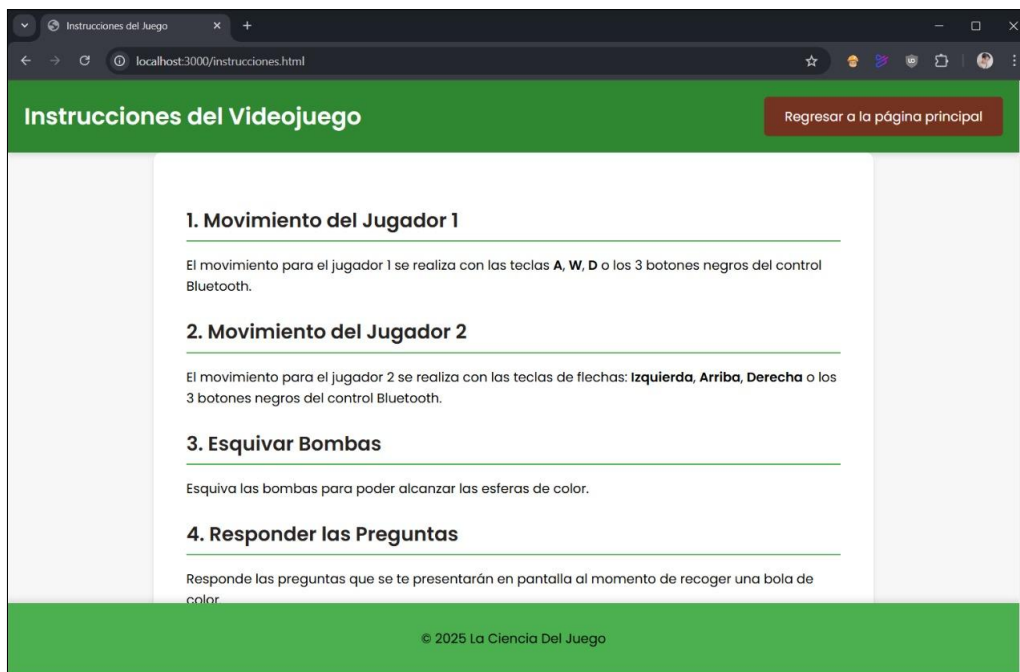 Instrucciones del Juego
localhost:3000/instrucciones.html
Instrucciones del Videojuego
Regresar a la página principal
1. Movimiento del Jugador 1
El movimiento para el jugador 1 se realiza con las teclas A, W, D o los 3 botones negros del control
Bluetooth.
2. Movimiento del Jugador 2
El movimiento para el jugador 2 se realiza con las teclas de flechas: Izquierda, Arriba, Derecha o los
3 botones negros del control Bluetooth.
3. Esquivar Bombas
Esquiva las bombas para poder alcanzar las esferas de color.
4. Responder las Preguntas
Responde las preguntas que se te presentarán en pantalla al momento de recoger una bola de
color.
© 2025 La Ciencia Del Juego